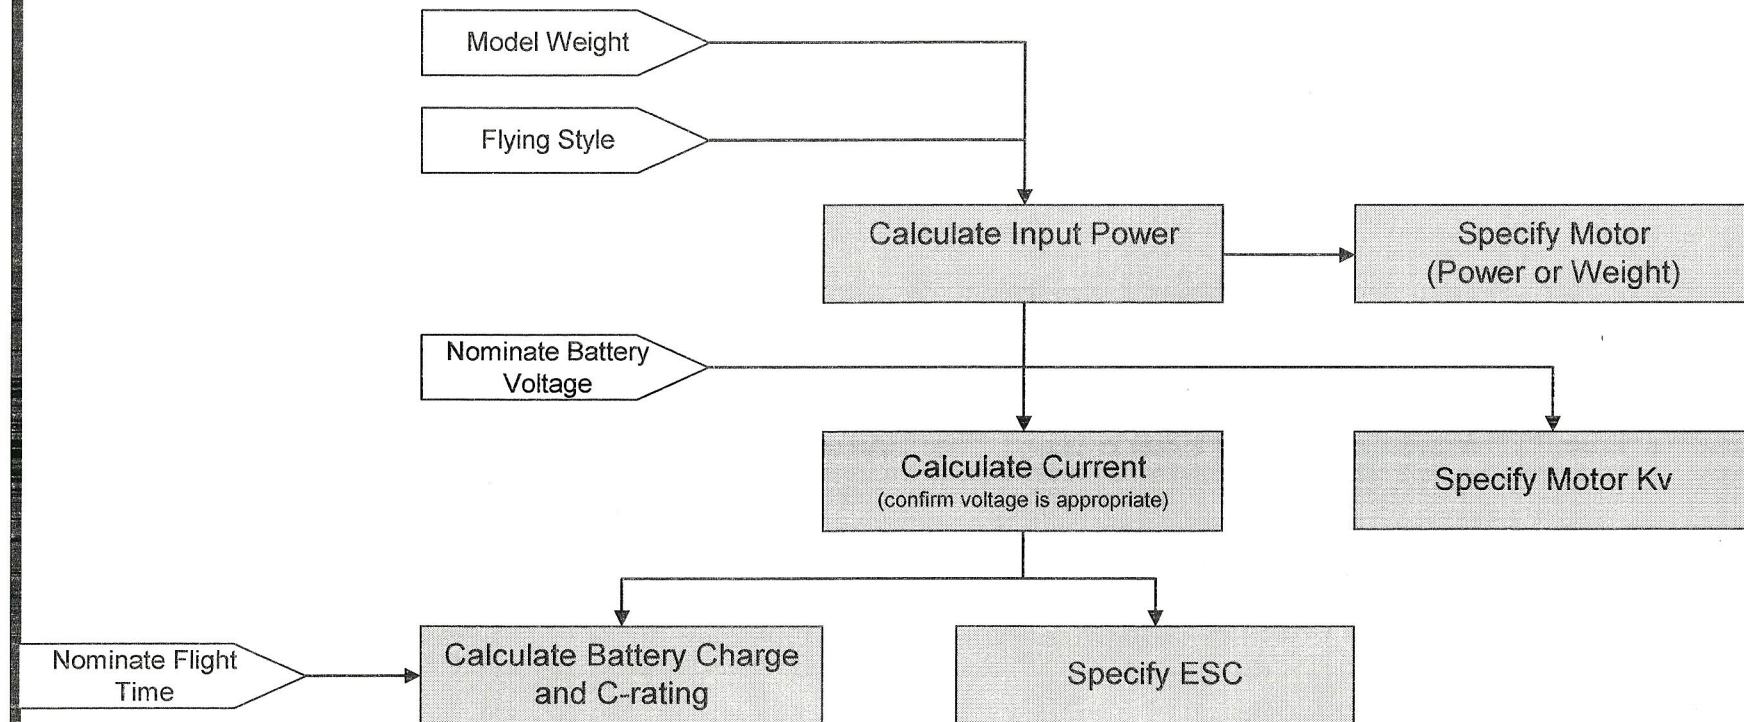 Model Weight
Flying Style
Calculate Input Power
Specify Motor
(Power or Weight)
Nominate Battery
Voltage
Calculate Current
(confirm voltage is appropriate)
Specify Motor Kv
Nominate Flight
Time
Calculate Battery Charge
and C-rating
Specify ESC